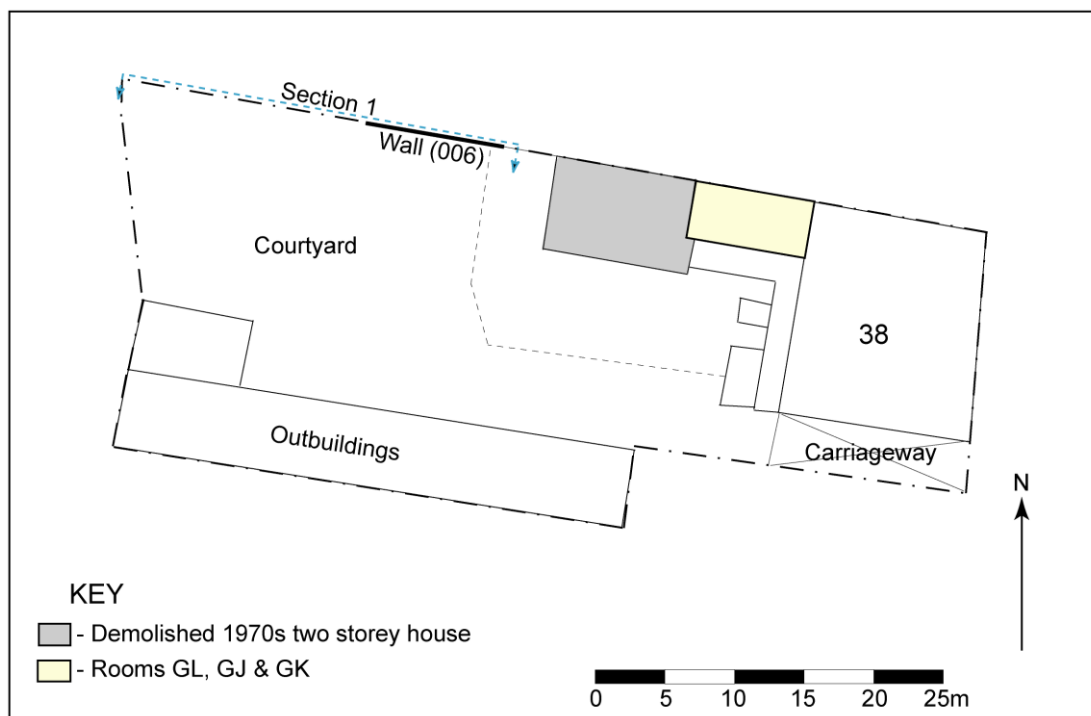 Section 1
Wall (006)
Courtyard
38
Outbuildings
Carriageway
N
KEY
- Demolished 1970s two storey house
- Rooms GL, GJ & GK
0 5 10 15 20 25m